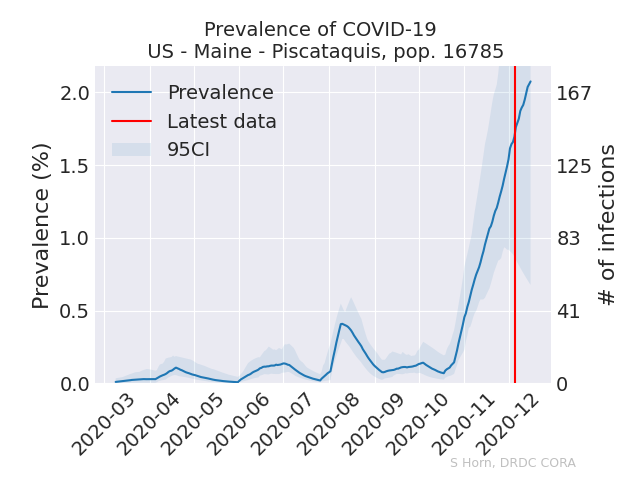 Prevalence of COVID-19
US - Maine - Piscataquis, pop. 16785
Prevalence
Latest data
95CI
Prevalence (%)
2.0
1.5
1.0
0.5
0.0
# of infections
167
125
83
41
0
2020-03
2020-04
2020-05
2020-06
2020-07
2020-08
2020-09
2020-10
2020-11
2020-12
S Horn, DRDC CORA